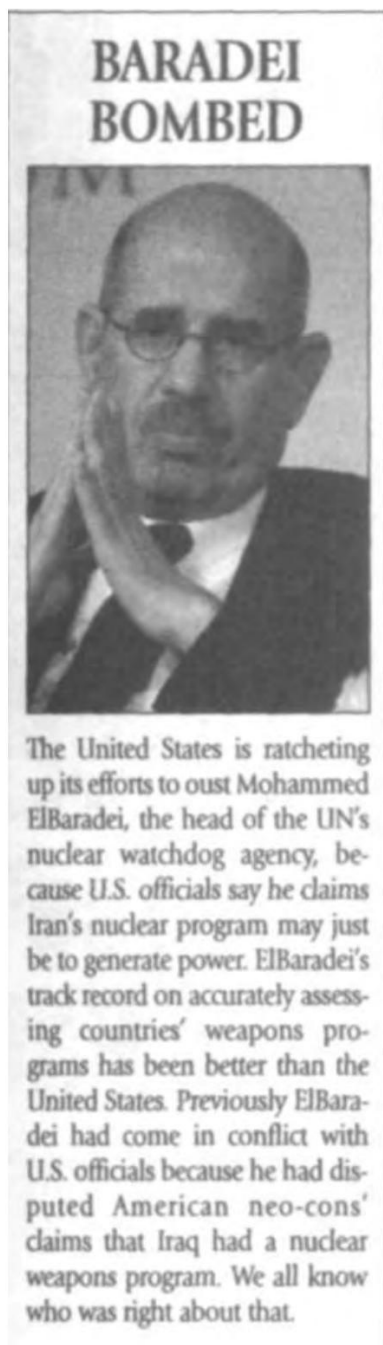 BARADEI
BOMBED
M
The United States is ratcheting
up its efforts to oust Mohammed
ElBaradei, the head of the UN's
nuclear watchdog agency, be-
cause U.S. officials say he claims
Iran's nuclear program may just
be to generate power. ElBaradei's
track record on accurately assess-
ing countries' weapons pro-
grams has been better than the
United States. Previously ElBara-
dei had come in conflict with
U.S. officials because he had dis-
puted American neo-cons'
claims that Iraq had a nuclear
weapons program. We all know
who was right about that.